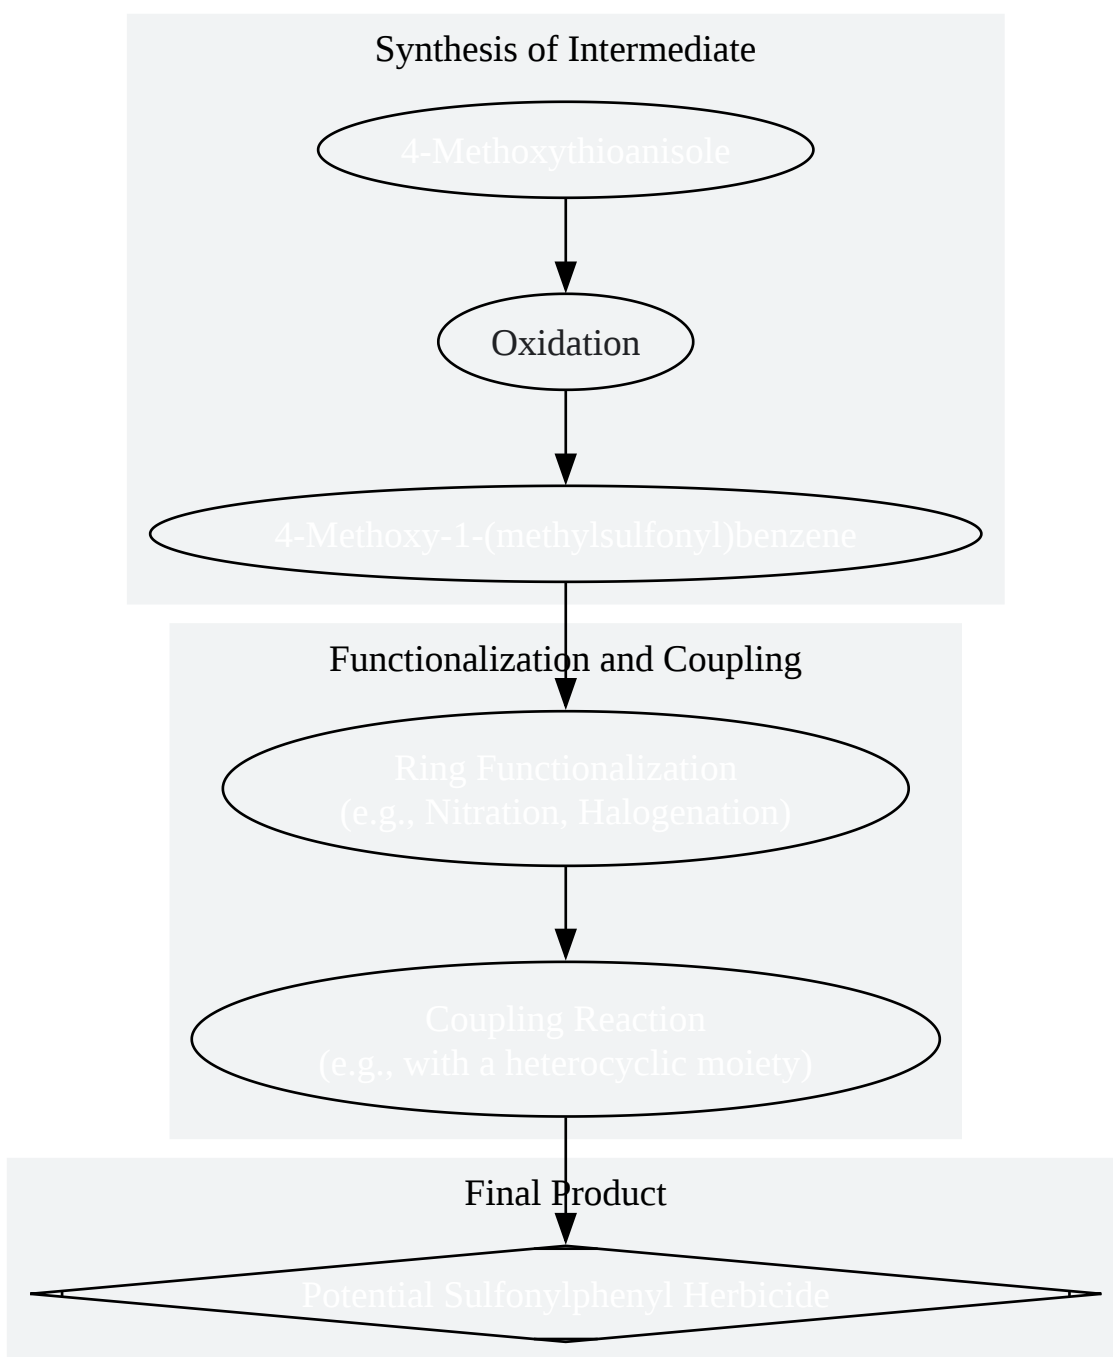 Synthesis of Intermediate
4-Methoxythioanisole
Oxidation
4-Methoxy-1-(methylsulfonyl)benzene
Functionalization and Coupling
Ring Functionalization
(e.g., Nitration, Halogenation)
Coupling Reaction
(e.g., with a heterocyclic moiety)
Final Product
Potential Sulfonylphenyl Herbicide